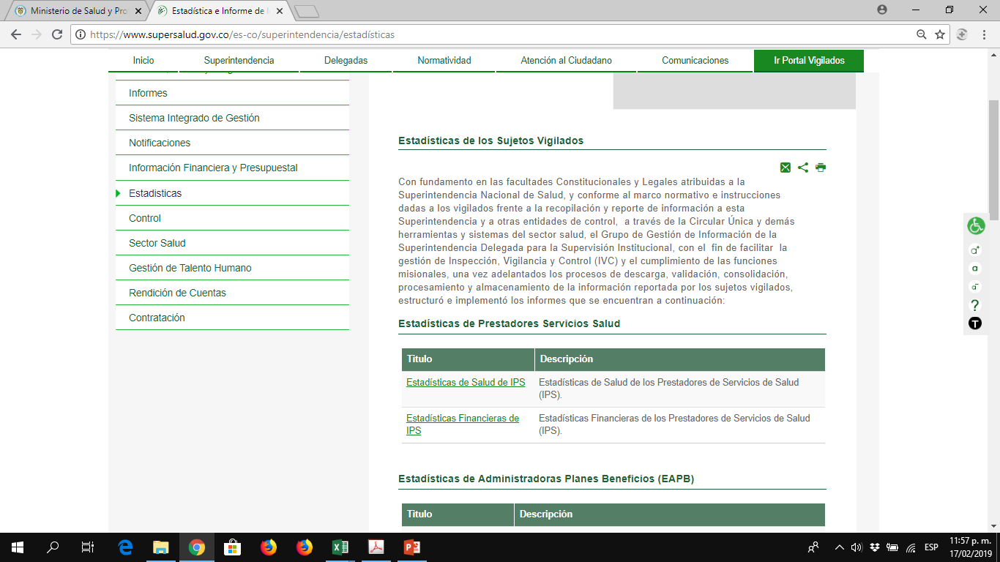 Ministerio de Salud y Pro
Estadística e Informe de I
https://www.supersalud.gov.co/es-co/superintendencia/estadísticas
Inicio
Superintendencia
Delegadas
Normatividad
Atención al Ciudadano
Comunicaciones
Ir Portal Vigilados
Informes
Sistema Integrado de Gestión
Notificaciones
Información Financiera y Presupuestal
Estadisticas
Control
Sector Salud
Gestión de Talento Humano
Rendición de Cuentas
Contratación
Estadísticas de los Sujetos Vigilados
Con fundamento en las facultades Constitucionales y Legales atribuidas a la
Superintendencia Nacional de Salud, y conforme al marco normativo e instrucciones
dadas a los vigilados frente a la recopilación y reporte de información a esta
Superintendencia y a otras entidades de control,  a través de la Circular Única y demás
herramientas y sistemas del sector salud, el Grupo de Gestión de Información de la
Superintendencia Delegada para la Supervisión Institucional, con el  fin de facilitar  la
gestión de Inspección, Vigilancia y Control (IVC) y el cumplimiento de las funciones
misionales, una vez adelantados los procesos de descarga, validación, consolidación,
procesamiento y almacenamiento de la información reportada por los sujetos vigilados,
estructuró e implementó los informes que se encuentran a continuación:
Estadísticas de Prestadores Servicios Salud
Titulo
Descripción
Estadísticas de Salud de IPS
Estadísticas de Salud de los Prestadores de Servicios de Salud
(IPS).
Estadísticas Financieras de
IPS
Estadísticas Financieras de los Prestadores de Servicios de Salud
(IPS).
Estadísticas de Administradoras Planes Beneficios (EAPB)
Titulo
Descripción
a+
a
a-
?
T
ESP
11:57 p. m.
17/02/2019